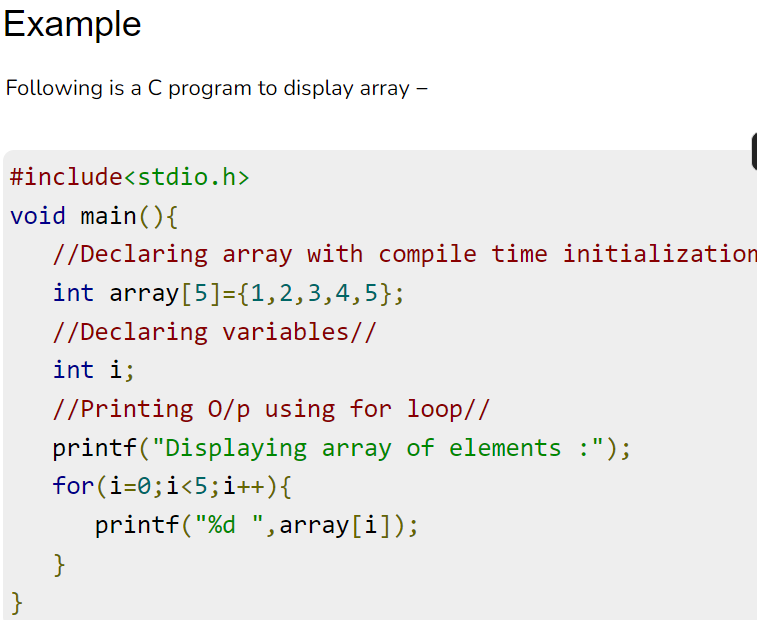 Example
Following is a C program to display array –
#include<stdio.h>
void main(){
   //Declaring array with compile time initialization
   int array[5]={1,2,3,4,5};
   //Declaring variables//
   int i;
   //Printing O/p using for loop//
   printf("Displaying array of elements :");
   for(i=0;i<5;i++){
      printf("%d ",array[i]);
   }
}